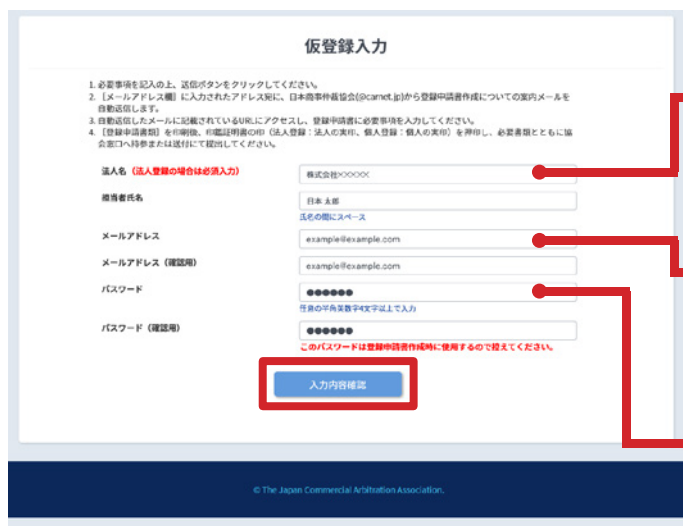 仮登録入力
1. 必要事項を記入の上、送信ボタンをクリックしてください。
2. [メールアドレス欄] に入力されたアドレス宛に、日本商事仲裁協会(@carnet.jp)から登録申請書作成についての案内メールを
自動送信します。
3. 自動送信したメールに記載されているURLにアクセスし、登録申請書に必要事項を入力してください。
4. [登録申請書類] を印刷後、印鑑証明書の印 (法人登録:法人の実印、個人登録:個人の実印) を押印し、必要書類とともに協
会窓口へ持参または送付にて提出してください。
法人名 (法人登録の場合は必須入力)
株式会社×××××
担当者氏名
日本 太郎
氏名の間にスペース
メールアドレス
example@example.com
メールアドレス (確認用)
example@example.com
パスワード
●●●●●●
任意の半角英数字4文字以上で入力
パスワード (確認用)
●●●●●●
このパスワードは登録申請書作成時に使用するので控えてください。
入力内容確認
© The Japan Commercial Arbitration Association.